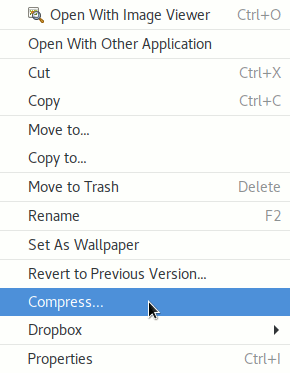 Open With Image Viewer Ctrl+O
Open With Other Application
Cut Ctrl+X
Copy Ctrl+C
Move to...
Copy to...
Move to Trash Delete
Rename F2
Set As Wallpaper
Revert to Previous Version...
Compress...
Dropbox
Properties Ctrl+I